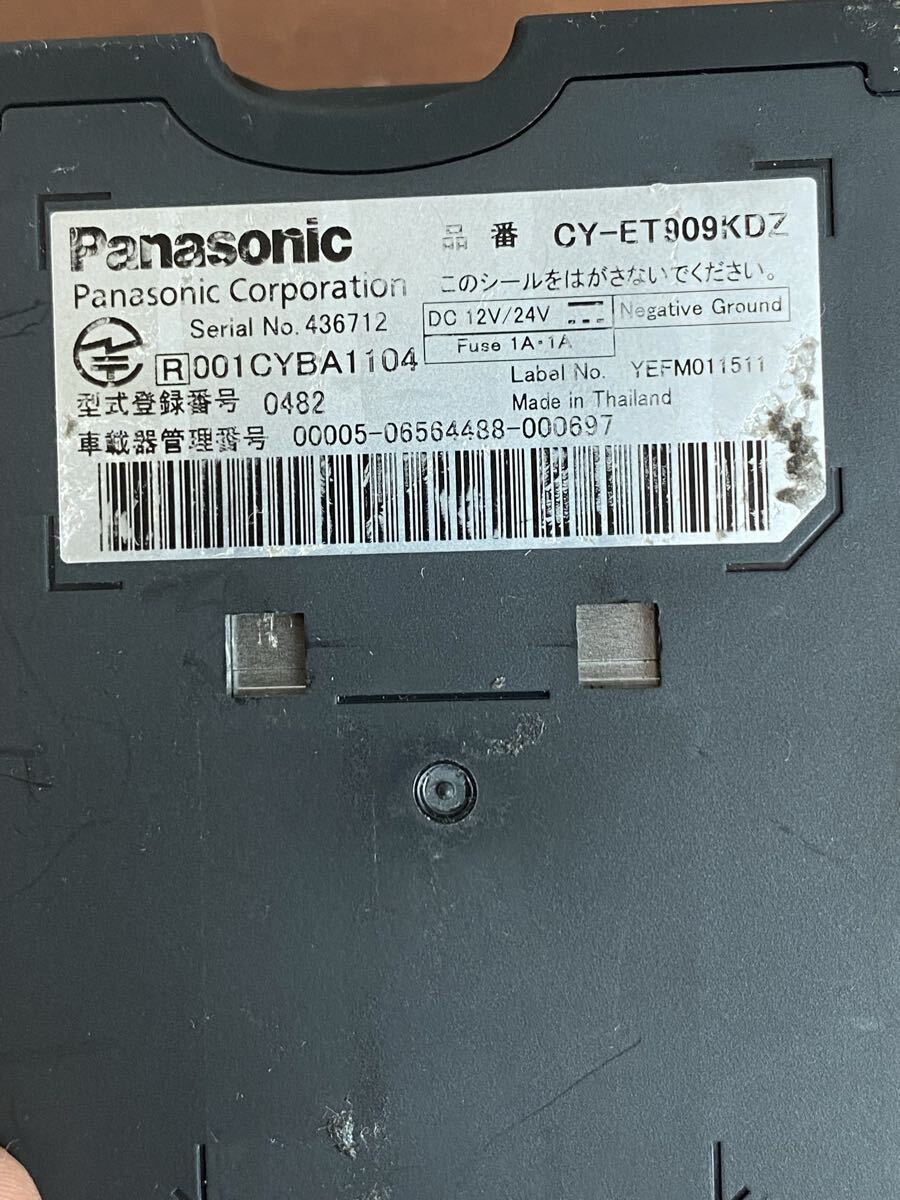 Panasonic 品番 CY-ET909KDZ
Panasonic Corporation このシールをはがさないでください。
Serial No. 436712 DC 12V/24V Negative Ground
Fuse 1A・1A
R 001CYBA1104 Label No. YEFM011511
型式登録番号 0482 Made in Thailand
車載器管理番号 00005-06564488-000697